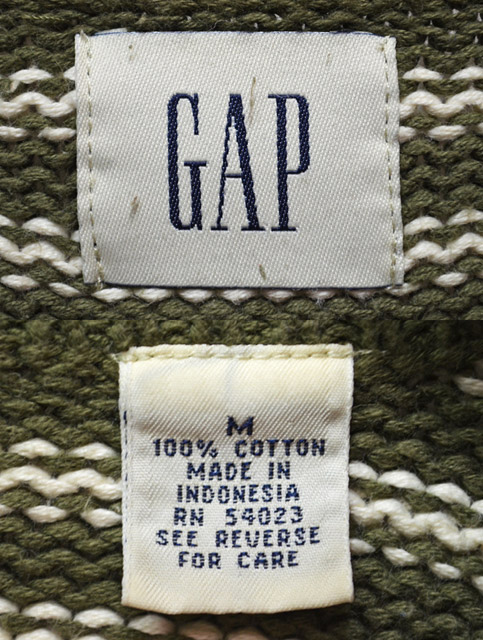 GAP
M
100% COTTON
MADE IN
INDONESIA
RN 54023
SEE REVERSE
FOR CARE